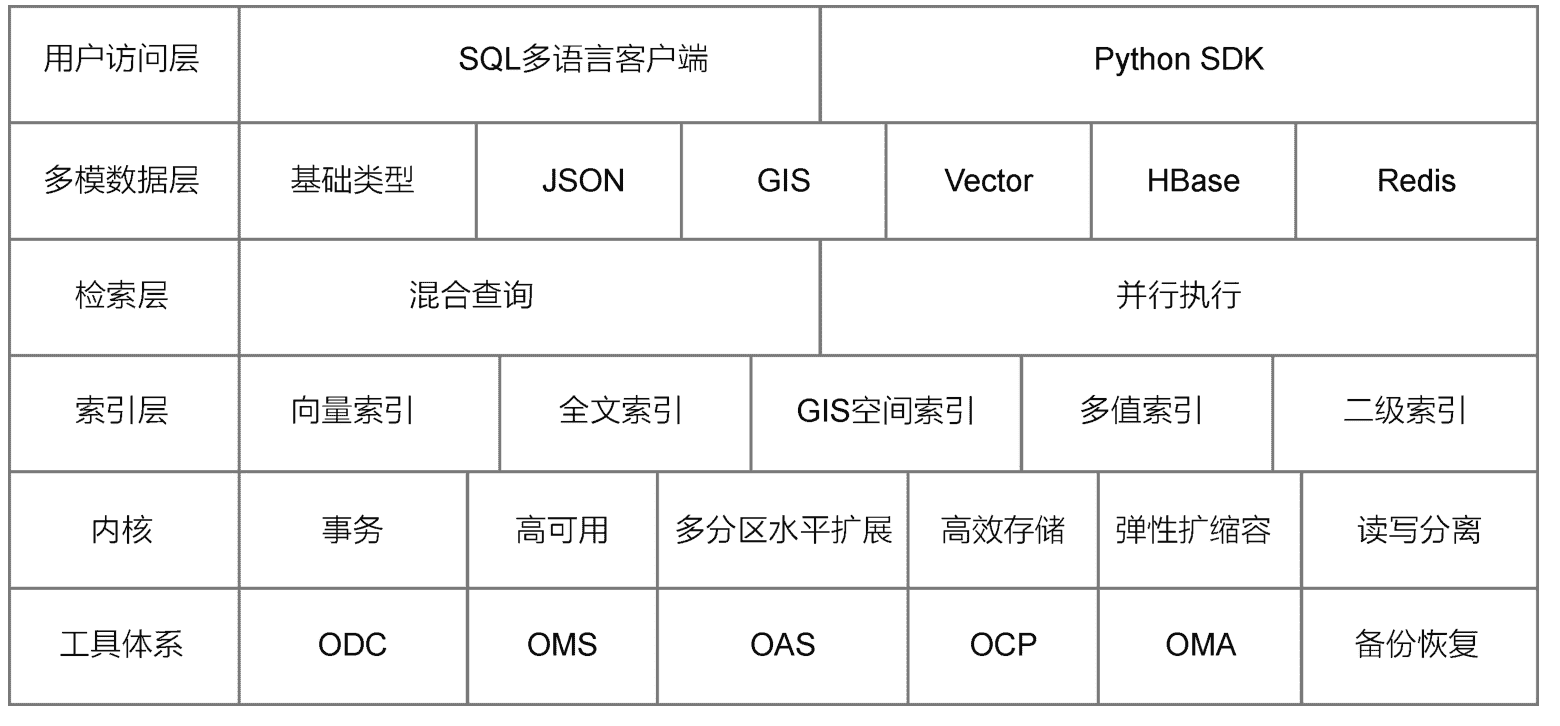 用户访问层 SQL多语言客户端 Python SDK
多模数据层 基础类型 JSON GIS Vector HBase Redis
检索层 混合查询 并行执行
索引层 向量索引 全文索引 GIS空间索引 多值索引 二级索引
内核 事务 高可用 多分区水平扩展 高效存储 弹性扩缩容 读写分离
工具体系 ODC OMS OAS OCP OMA 备份恢复